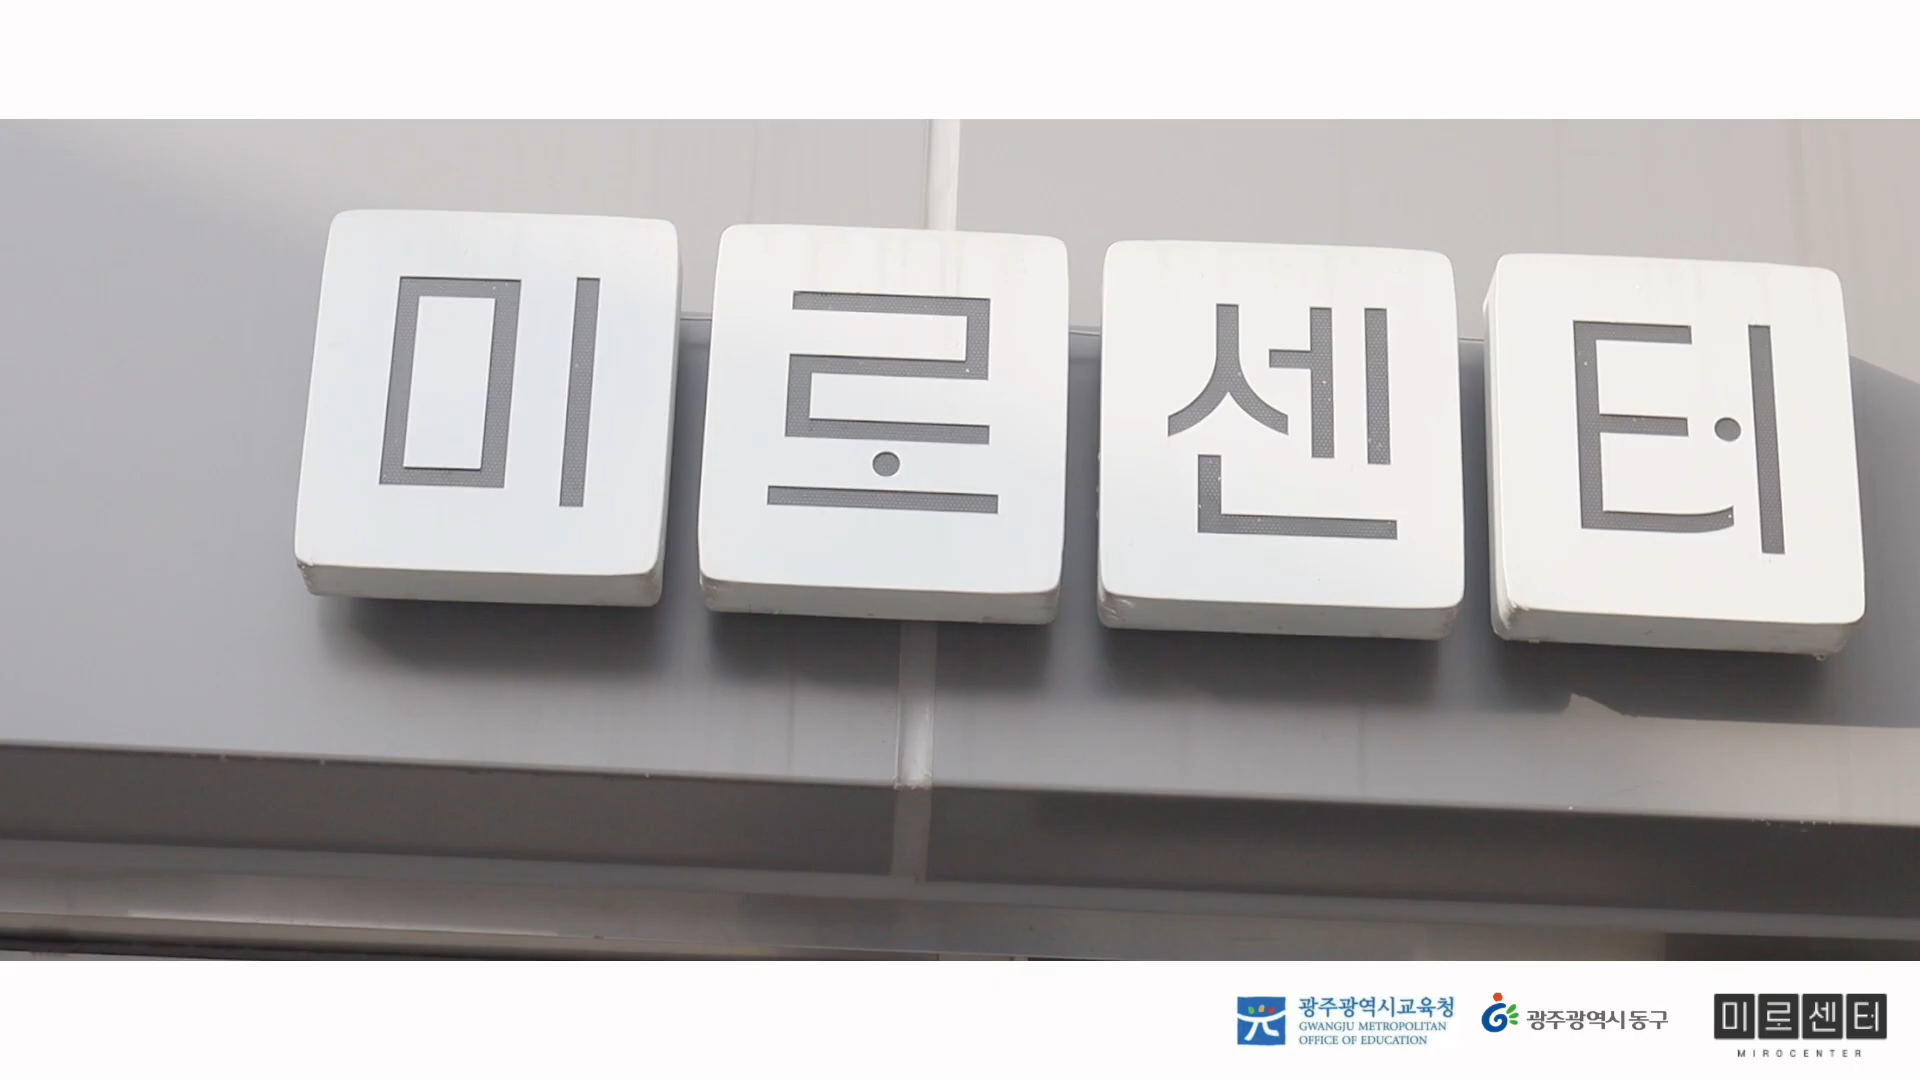 미로센터
광주광역시교육청
GWANGJU METROPOLITAN
OFFICE OF EDUCATION
광주광역시 동구
미로센터
MIROCENTER